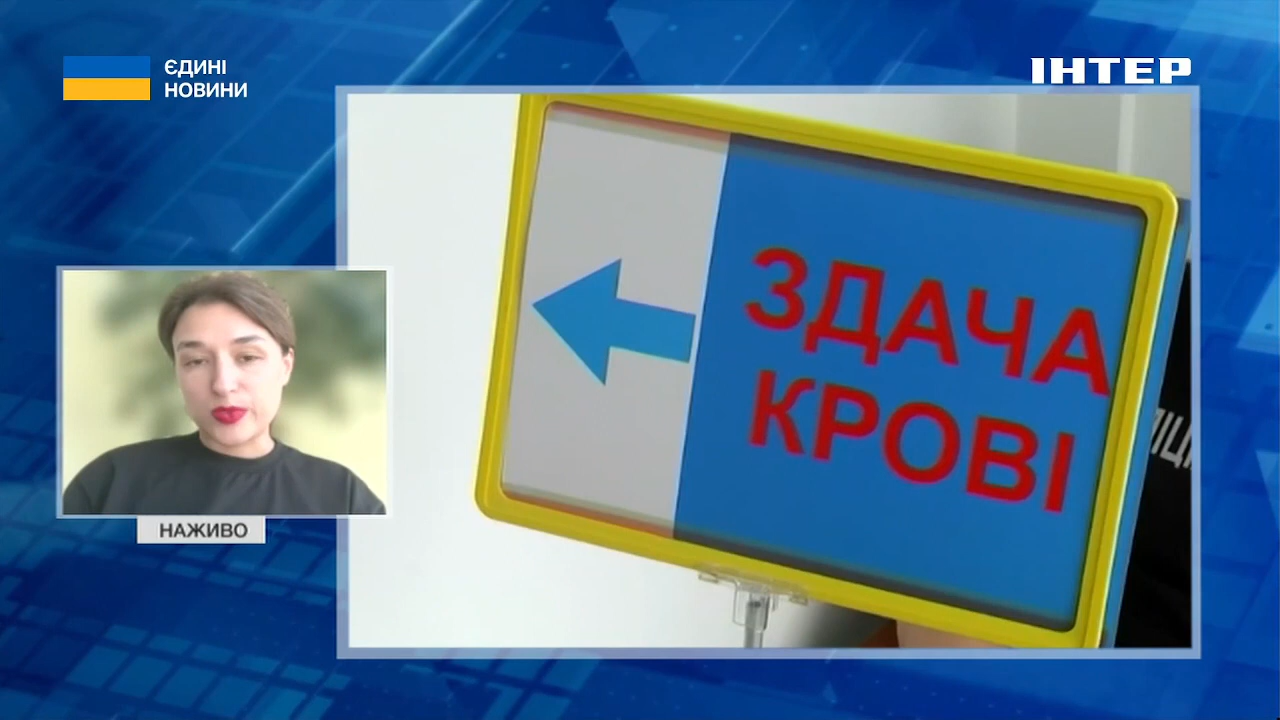 ЄДИНІ
НОВИНИ
ІНТЕР
ЗДАЧА
КРОВІ
НАЖИВО